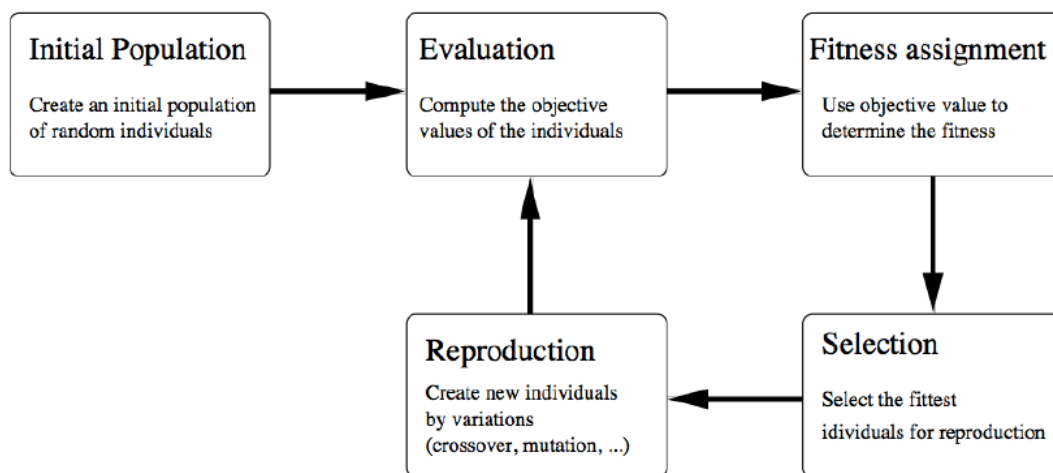 Initial Population
Create an initial population
of random individuals
Evaluation
Compute the objective
values of the individuals
Fitness assignment
Use objective value to
determine the fitness
Reproduction
Create new individuals
by variations
(crossover, mutation, ...)
Selection
Select the fittest
idividuals for reproduction